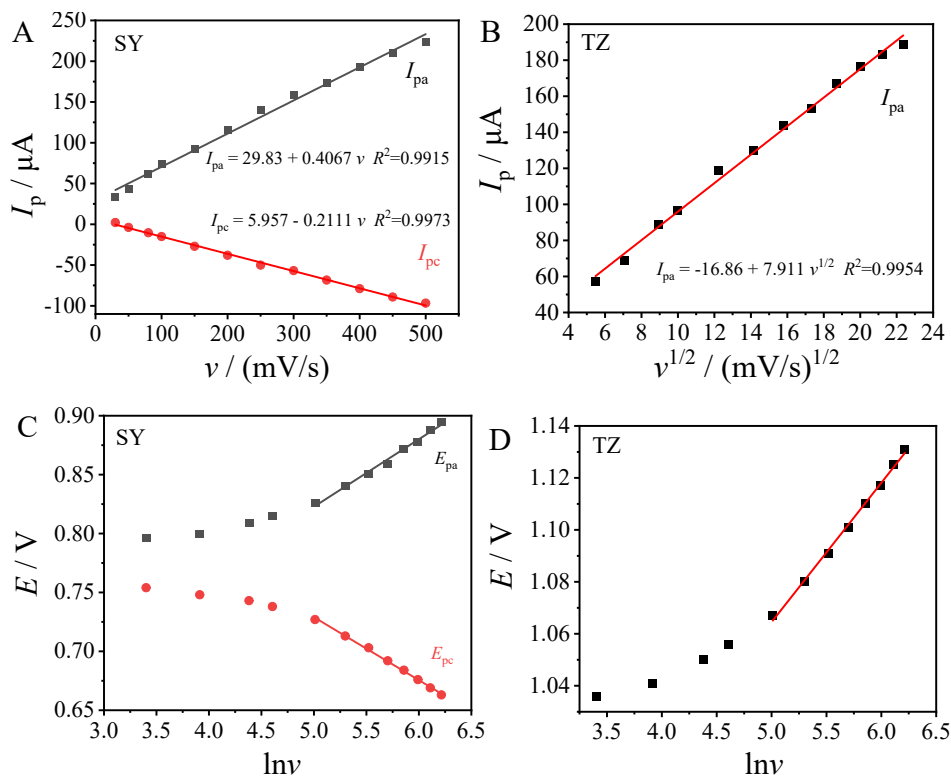 A
SY
250
200
150
100
50
0
-50
-100
I_pa
I_pa = 29.83 + 0.4067 v R²=0.9915
I_pc = 5.957 - 0.2111 v R²=0.9973
I_pc
I_p / μA
0 100 200 300 400 500
v / (mV/s)
B
TZ
200
180
160
140
120
100
80
60
40
I_pa
I_pa = -16.86 + 7.911 v^1/2 R²=0.9954
I_p / μA
4 6 8 10 12 14 16 18 20 22 24
v^1/2 / (mV/s)^1/2
C
SY
0.90
0.85
0.80
0.75
0.70
0.65
E_pa
E_pc
E / V
3.0 3.5 4.0 4.5 5.0 5.5 6.0 6.5
lnv
D
TZ
1.14
1.12
1.10
1.08
1.06
1.04
E / V
3.5 4.0 4.5 5.0 5.5 6.0 6.5
lnv